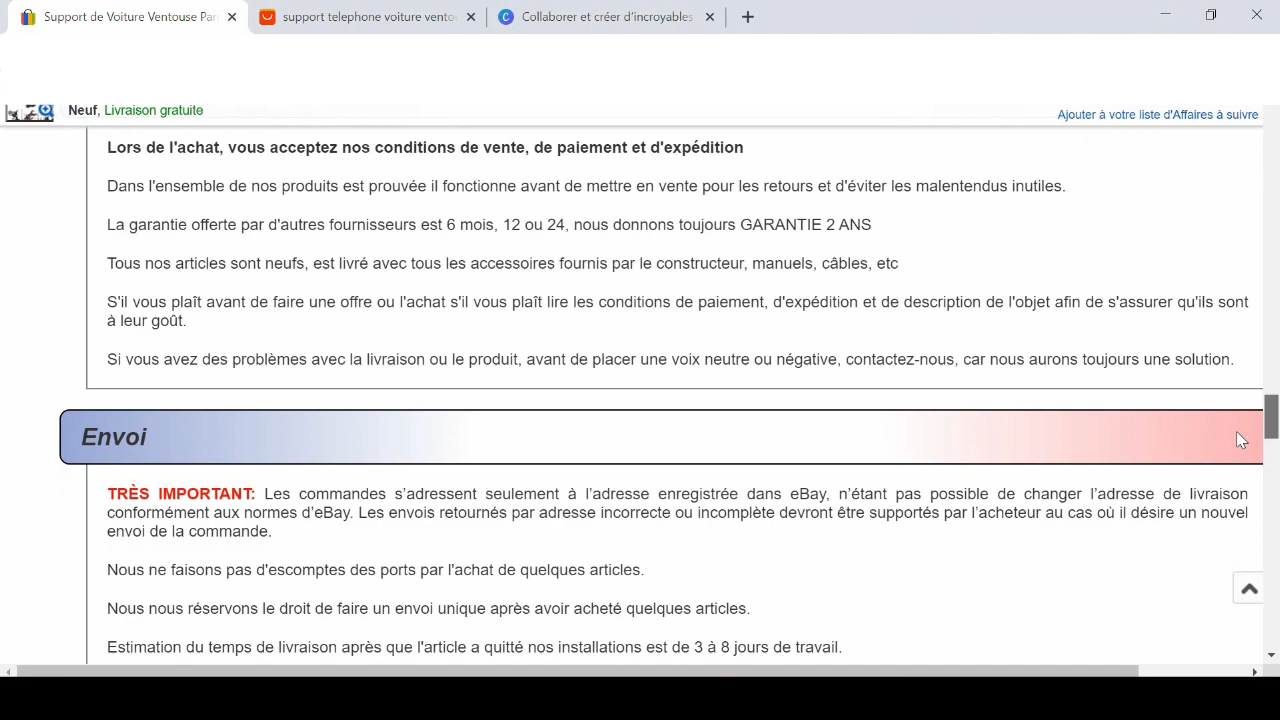 Support de Voiture Ventouse Par
support telephone voiture vento
Collaborer et créer d'incroyables
Neuf, Livraison gratuite
Ajouter à votre liste d'Affaires à suivre
Lors de l'achat, vous acceptez nos conditions de vente, de paiement et d'expédition
Dans l'ensemble de nos produits est prouvée il fonctionne avant de mettre en vente pour les retours et d'éviter les malentendus inutiles.
La garantie offerte par d'autres fournisseurs est 6 mois, 12 ou 24, nous donnons toujours GARANTIE 2 ANS
Tous nos articles sont neufs, est livré avec tous les accessoires fournis par le constructeur, manuels, câbles, etc
S'il vous plaît avant de faire une offre ou l'achat s'il vous plaît lire les conditions de paiement, d'expédition et de description de l'objet afin de s'assurer qu'ils sont
à leur goût.
Si vous avez des problèmes avec la livraison ou le produit, avant de placer une voix neutre ou négative, contactez-nous, car nous aurons toujours une solution.
Envoi
TRÈS IMPORTANT: Les commandes s’adressent seulement à l’adresse enregistrée dans eBay, n’étant pas possible de changer l’adresse de livraison
conformément aux normes d’eBay. Les envois retournés par adresse incorrecte ou incomplète devront être supportés par l’acheteur au cas où il désire un nouvel
envoi de la commande.
Nous ne faisons pas d'escomptes des ports par l'achat de quelques articles.
Nous nous réservons le droit de faire un envoi unique après avoir acheté quelques articles.
Estimation du temps de livraison après que l'article a quitté nos installations est de 3 à 8 jours de travail.